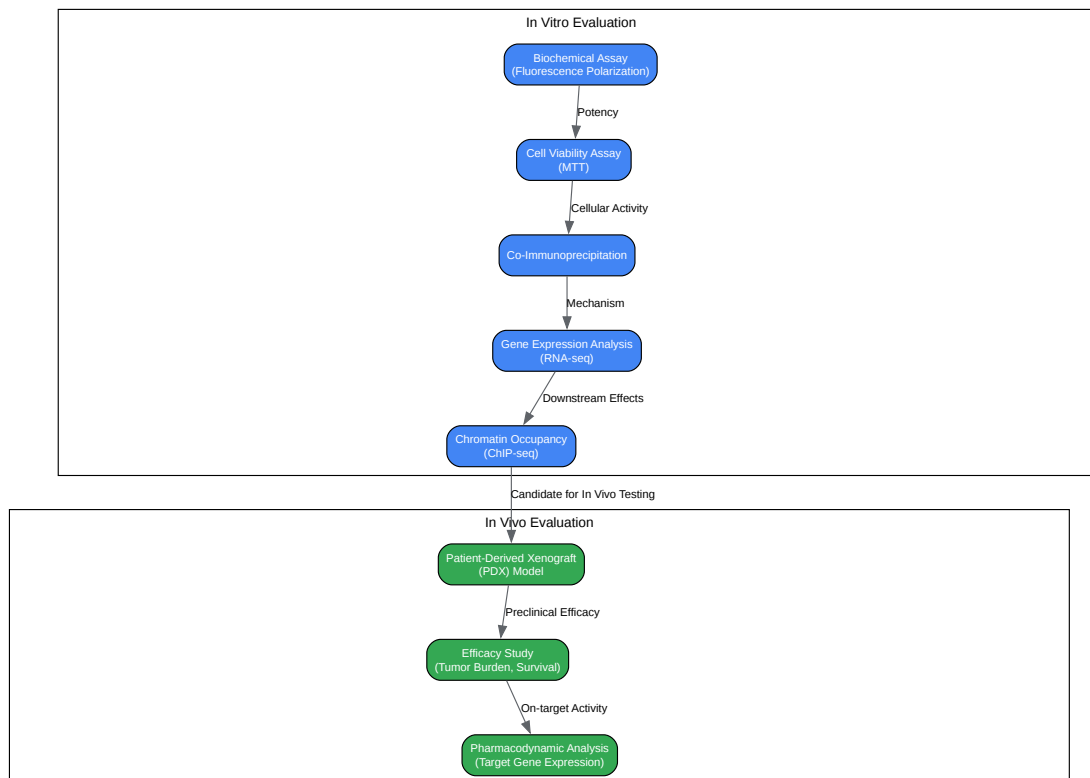 In Vitro Evaluation
Biochemical Assay
(Fluorescence Polarization)
Potency
Cell Viability Assay
(MTT)
Cellular Activity
Co-Immunoprecipitation
Mechanism
Gene Expression Analysis
(RNA-seq)
Downstream Effects
Chromatin Occupancy
(ChIP-seq)
Candidate for In Vivo Testing
In Vivo Evaluation
Patient-Derived Xenograft
(PDX) Model
Preclinical Efficacy
Efficacy Study
(Tumor Burden, Survival)
On-target Activity
Pharmacodynamic Analysis
(Target Gene Expression)